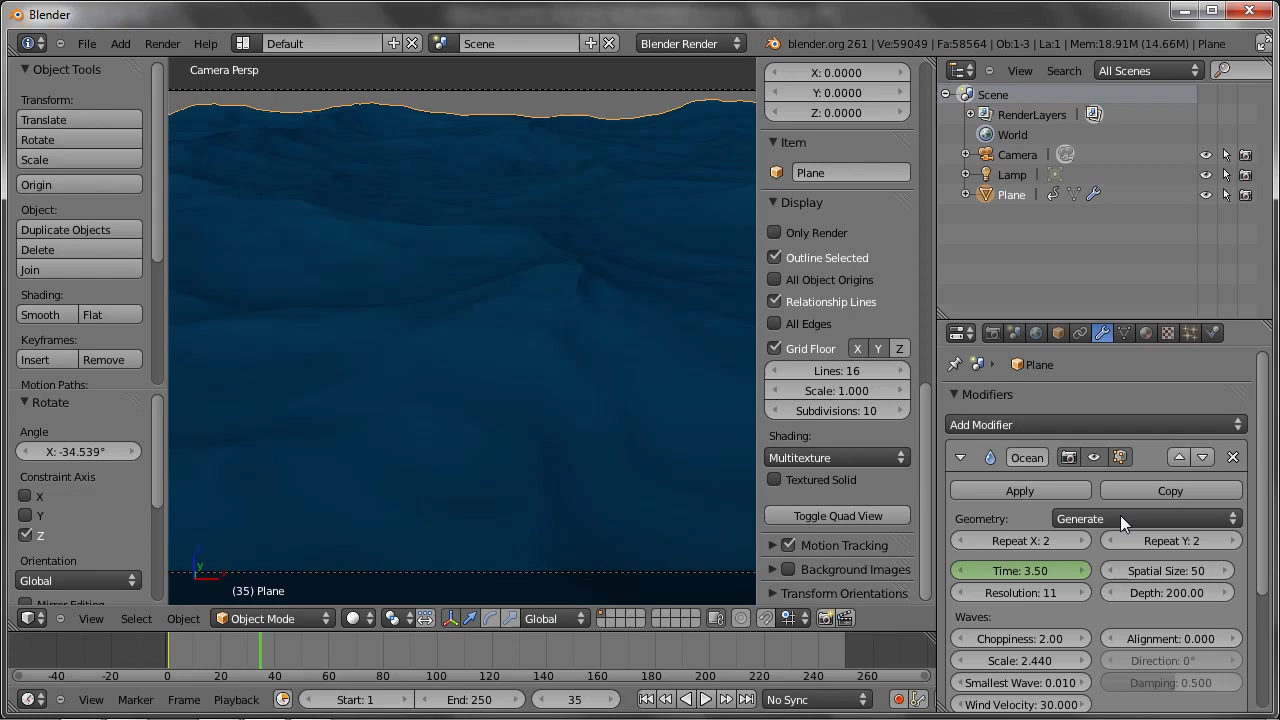 Blender
File Add Render Help Default Scene Blender Render blender.org 261 | Ve:59049 | Fa:58564 | Ob:1-3 | La:1 | Mem:18.91M (14.66M) | Plane
Object Tools
Transform:
Translate
Rotate
Scale
Origin
Object:
Duplicate Objects
Delete
Join
Shading:
Smooth Flat
Keyframes:
Insert Remove
Motion Paths:
Rotate
Angle
X: -34.539°
Constraint Axis
X
Y
Z
Orientation
Global
Camera Persp
(35) Plane
View Select Object Object Mode Global
X: 0.0000
Y: 0.0000
Z: 0.0000
Item
Plane
Display
Only Render
Outline Selected
All Object Origins
Relationship Lines
All Edges
Grid Floor X Y Z
Lines: 16
Scale: 1.000
Subdivisions: 10
Shading:
Multitexture
Textured Solid
Toggle Quad View
Motion Tracking
Background Images
Transform Orientations
View Search All Scenes
Scene
RenderLayers
World
Camera
Lamp
Plane
Plane
Modifiers
Add Modifier
Ocean
Apply Copy
Geometry: Generate
Repeat X: 2 Repeat Y: 2
Time: 3.50 Spatial Size: 50
Resolution: 11 Depth: 200.00
Waves:
Choppiness: 2.00 Alignment: 0.000
Scale: 2.440 Direction: 0°
Smallest Wave: 0.010 Damping: 0.500
Wind Velocity: 30.000
-40 -20 0 20 40 60 80 100 120 140 160 180 200 220 240 260
View Marker Frame Playback Start: 1 End: 250 35 No Sync